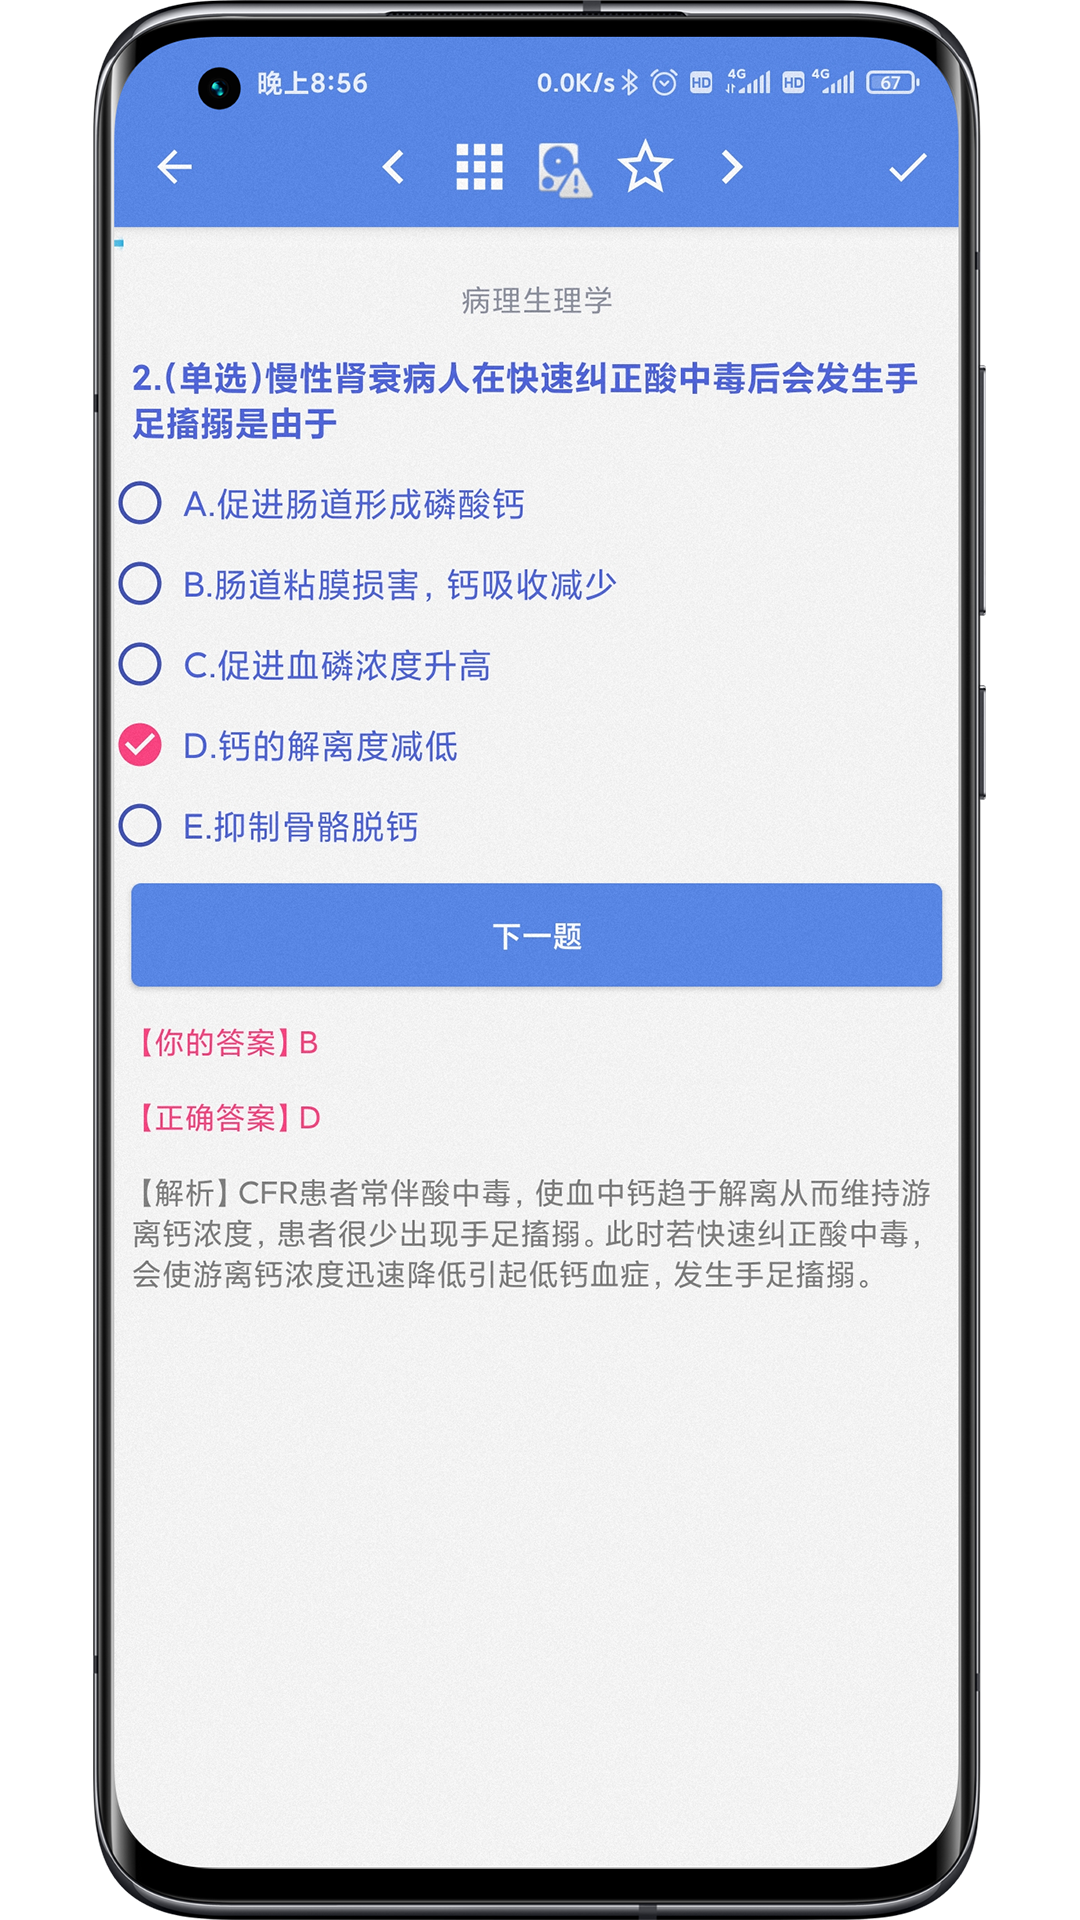 晚上8:56 0.0K/s HD 4G HD 4G 67
病理生理学
2.(单选)慢性肾衰病人在快速纠正酸中毒后会发生手
足搐搦是由于
A.促进肠道形成磷酸钙
B.肠道粘膜损害，钙吸收减少
C.促进血磷浓度升高
D.钙的解离度减低
E.抑制骨骼脱钙
下一题
【你的答案】B
【正确答案】D
【解析】CFR患者常伴酸中毒，使血中钙趋于解离从而维持游
离钙浓度，患者很少出现手足搐搦。此时若快速纠正酸中毒，
会使游离钙浓度迅速降低引起低钙血症，发生手足搐搦。